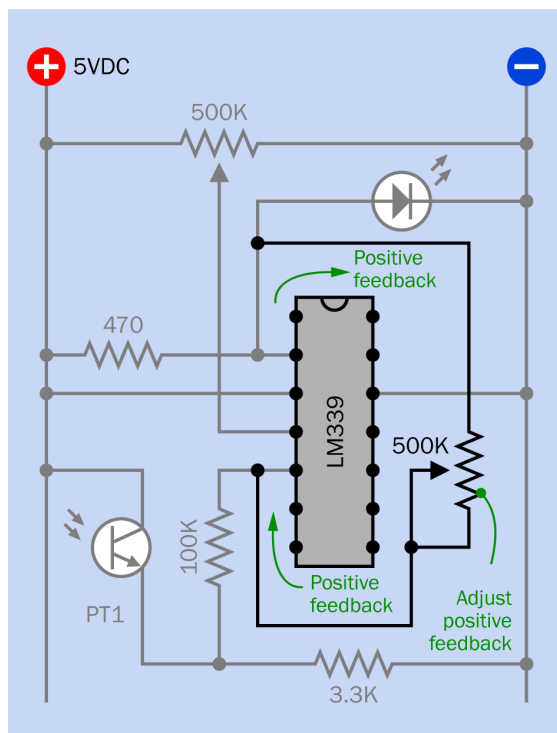 5VDC
500K
Positive
feedback
470
LM339
500K
100K
PT1
Positive
feedback
Adjust
positive
feedback
3.3K